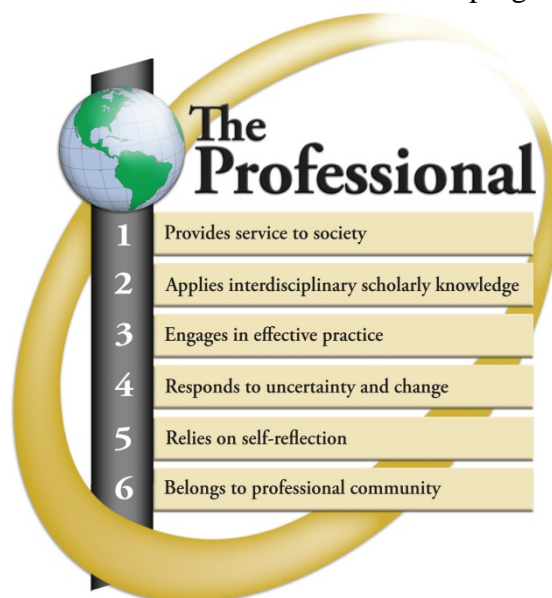 The
Professional
1 Provides service to society
2 Applies interdisciplinary scholarly knowledge
3 Engages in effective practice
4 Responds to uncertainty and change
5 Relies on self-reflection
6 Belongs to professional community